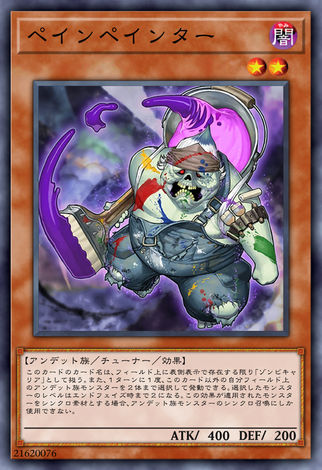 ペインペインター
闇
やみ
【アンデット族／チューナー／効果】
このカードのカード名は、フィールド上に表側表示で存在する限り「ゾンビキャ
リア」として扱う。また、１ターンに１度、このカード以外の自分フィールド上
のアンデット族モンスターを２体まで選択して発動できる。選択したモンスター
のレベルはエンドフェイズ時まで２になる。この効果が適用されたモンスター
をシンクロ素材とする場合、アンデット族モンスターのシンクロ召喚にしか
使用できない。
ATK/ 400 DEF/ 200
21620076